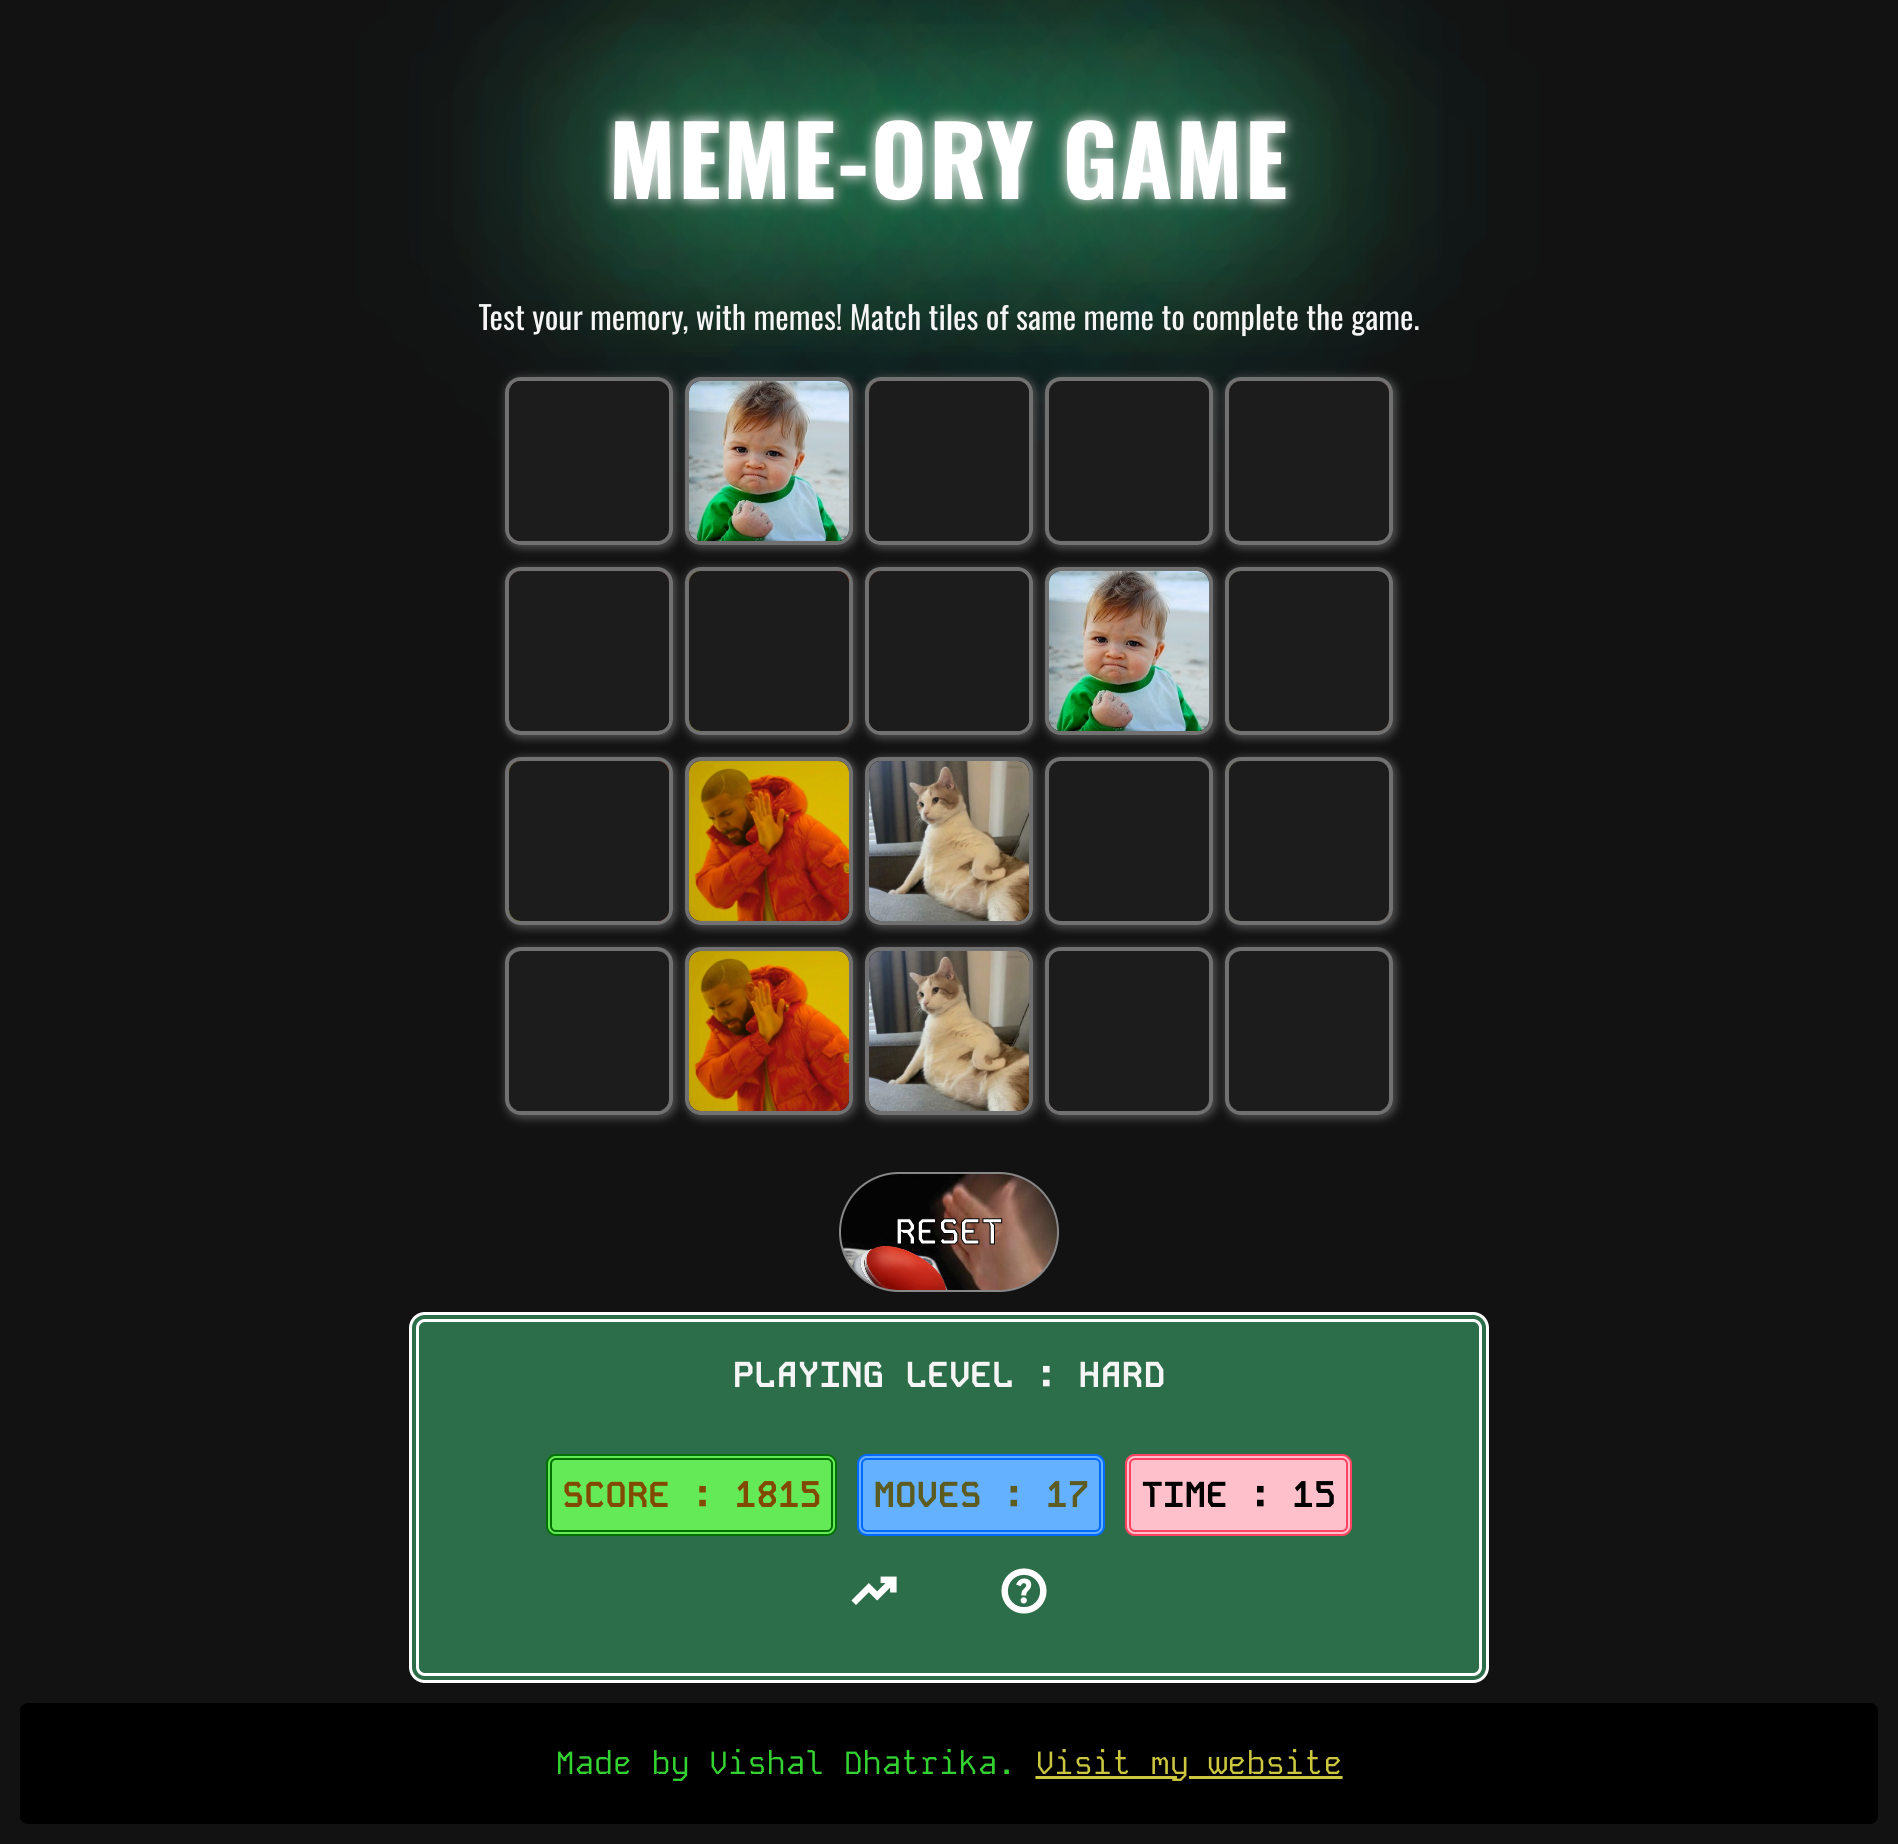 MEME-ORY GAME
Test your memory, with memes! Match tiles of same meme to complete the game.
RESET
PLAYING LEVEL : HARD
SCORE : 1815
MOVES : 17
TIME : 15
Made by Vishal Dhatrika. Visit my website